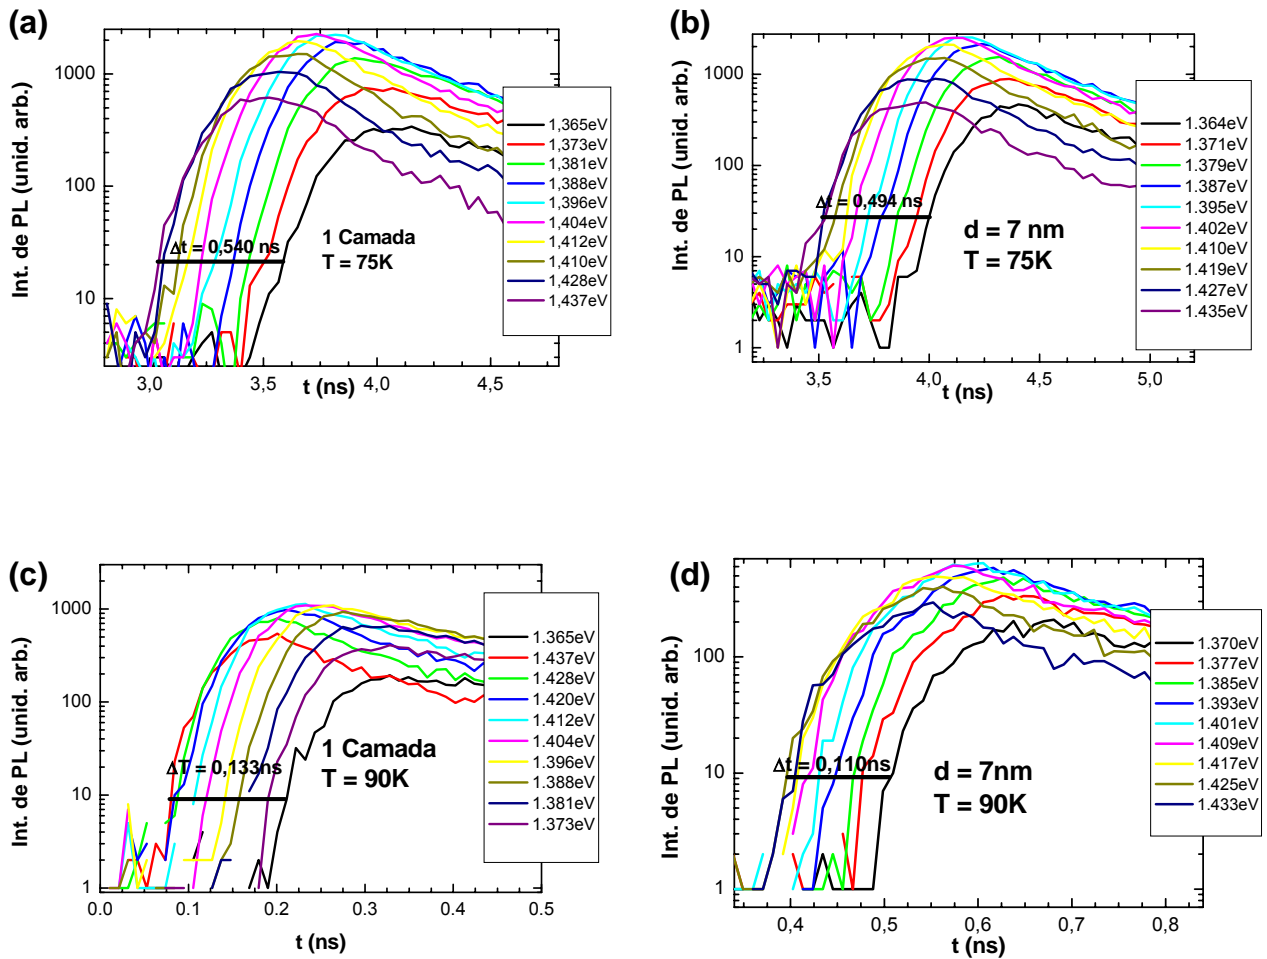 (a)
Int. de PL (unid. arb.)
1000
100
10
3,0
3,5
4,0
4,5
t (ns)
Δt = 0,540 ns
1 Camada
T = 75K
1,365eV
1,373eV
1,381eV
1.388eV
1.396eV
1,404eV
1.412eV
1,410eV
1,428eV
1,437eV
(b)
Int. de PL (unid. arb.)
1000
100
10
1
3,5
4,0
4,5
5,0
t (ns)
Δt = 0,494 ns
d = 7 nm
T = 75K
1.364eV
1.371eV
1.379eV
1.387eV
1.395eV
1.402eV
1.410eV
1.419eV
1.427eV
1.435eV
(c)
Int. de PL (unid. arb.)
1000
100
10
1
0.0
0.1
0.2
0.3
0.4
0.5
t (ns)
ΔT = 0,133ns
1 Camada
T = 90K
1.365eV
1.437eV
1.428eV
1.420eV
1.412eV
1.404eV
1.396eV
1.388eV
1.381eV
1.373eV
(d)
Int. de PL (unid. arb.)
100
10
1
0,4
0,5
0,6
0,7
0,8
t (ns)
Δt = 0,110ns
d = 7nm
T = 90K
1.370eV
1.377eV
1.385eV
1.393eV
1.401eV
1.409eV
1.417eV
1.425eV
1.433eV